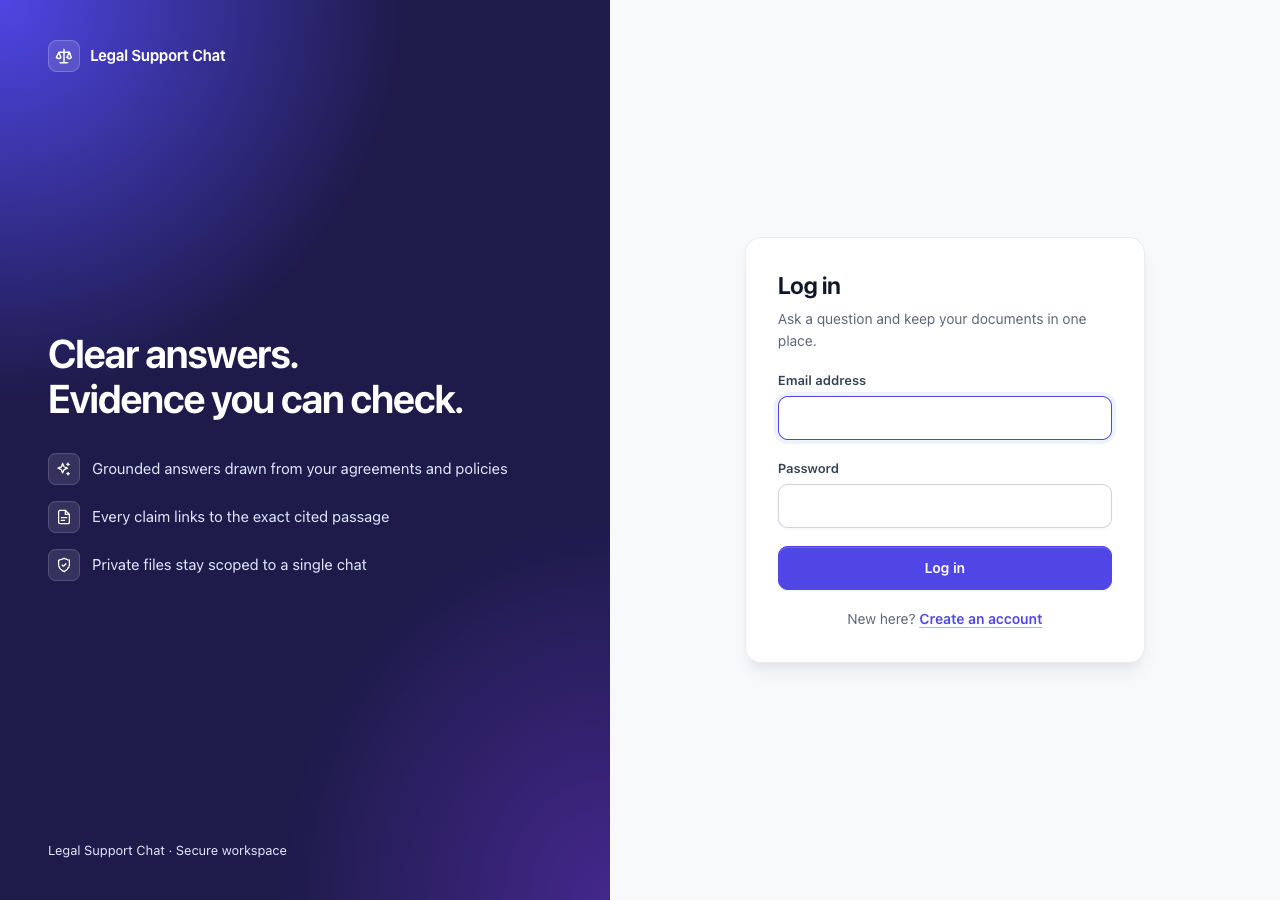 Legal Support Chat
Clear answers.
Evidence you can check.
Grounded answers drawn from your agreements and policies
Every claim links to the exact cited passage
Private files stay scoped to a single chat
Legal Support Chat · Secure workspace
Log in
Ask a question and keep your documents in one
place.
Email address
Password
Log in
New here? Create an account